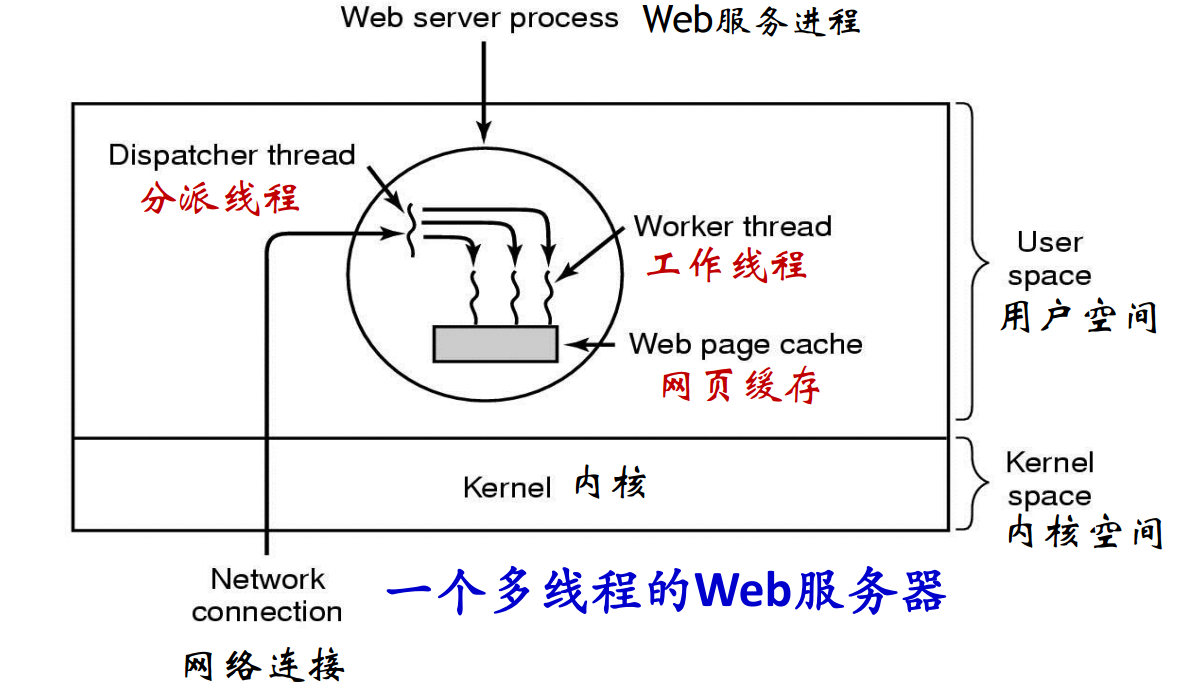 Web server process Web服务进程
Dispatcher thread
分派线程
Worker thread
工作线程
User
space
用户空间
Web page cache
网页缓存
Kernel 内核
Kernel
space
内核空间
Network
connection
网络连接
一个多线程的Web服务器